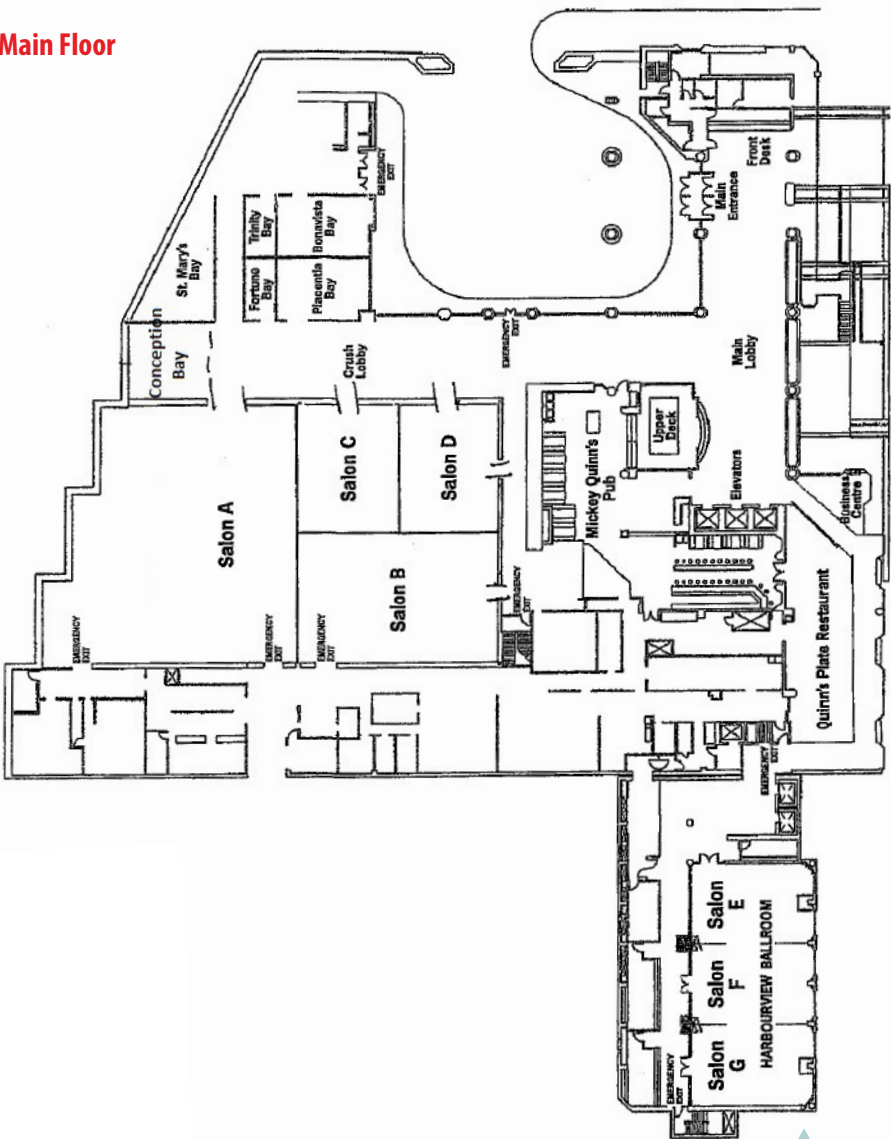 Main Floor
EMERGENCY
EXIT
Front
Desk
Main
Entrance
St. Mary's
Bay
Trinity
Bay
Bonavista
Bay
Fortune
Bay
Placentia
Bay
Conception
Bay
Crush
Lobby
EMERGENCY
EXIT
Main
Lobby
Salon A
Salon C
Salon D
Salon B
Mickey Quinn's
Pub
Upper
Deck
Elevators
Business
Centre
EMERGENCY
EXIT
EMERGENCY
EXIT
EMERGENCY
EXIT
EMERGENCY
EXIT
Quinn's Plate Restaurant
EMERGENCY
EXIT
Salon
E
Salon
F
Salon
G
HARBOURVIEW BALLROOM
EMERGENCY
EXIT